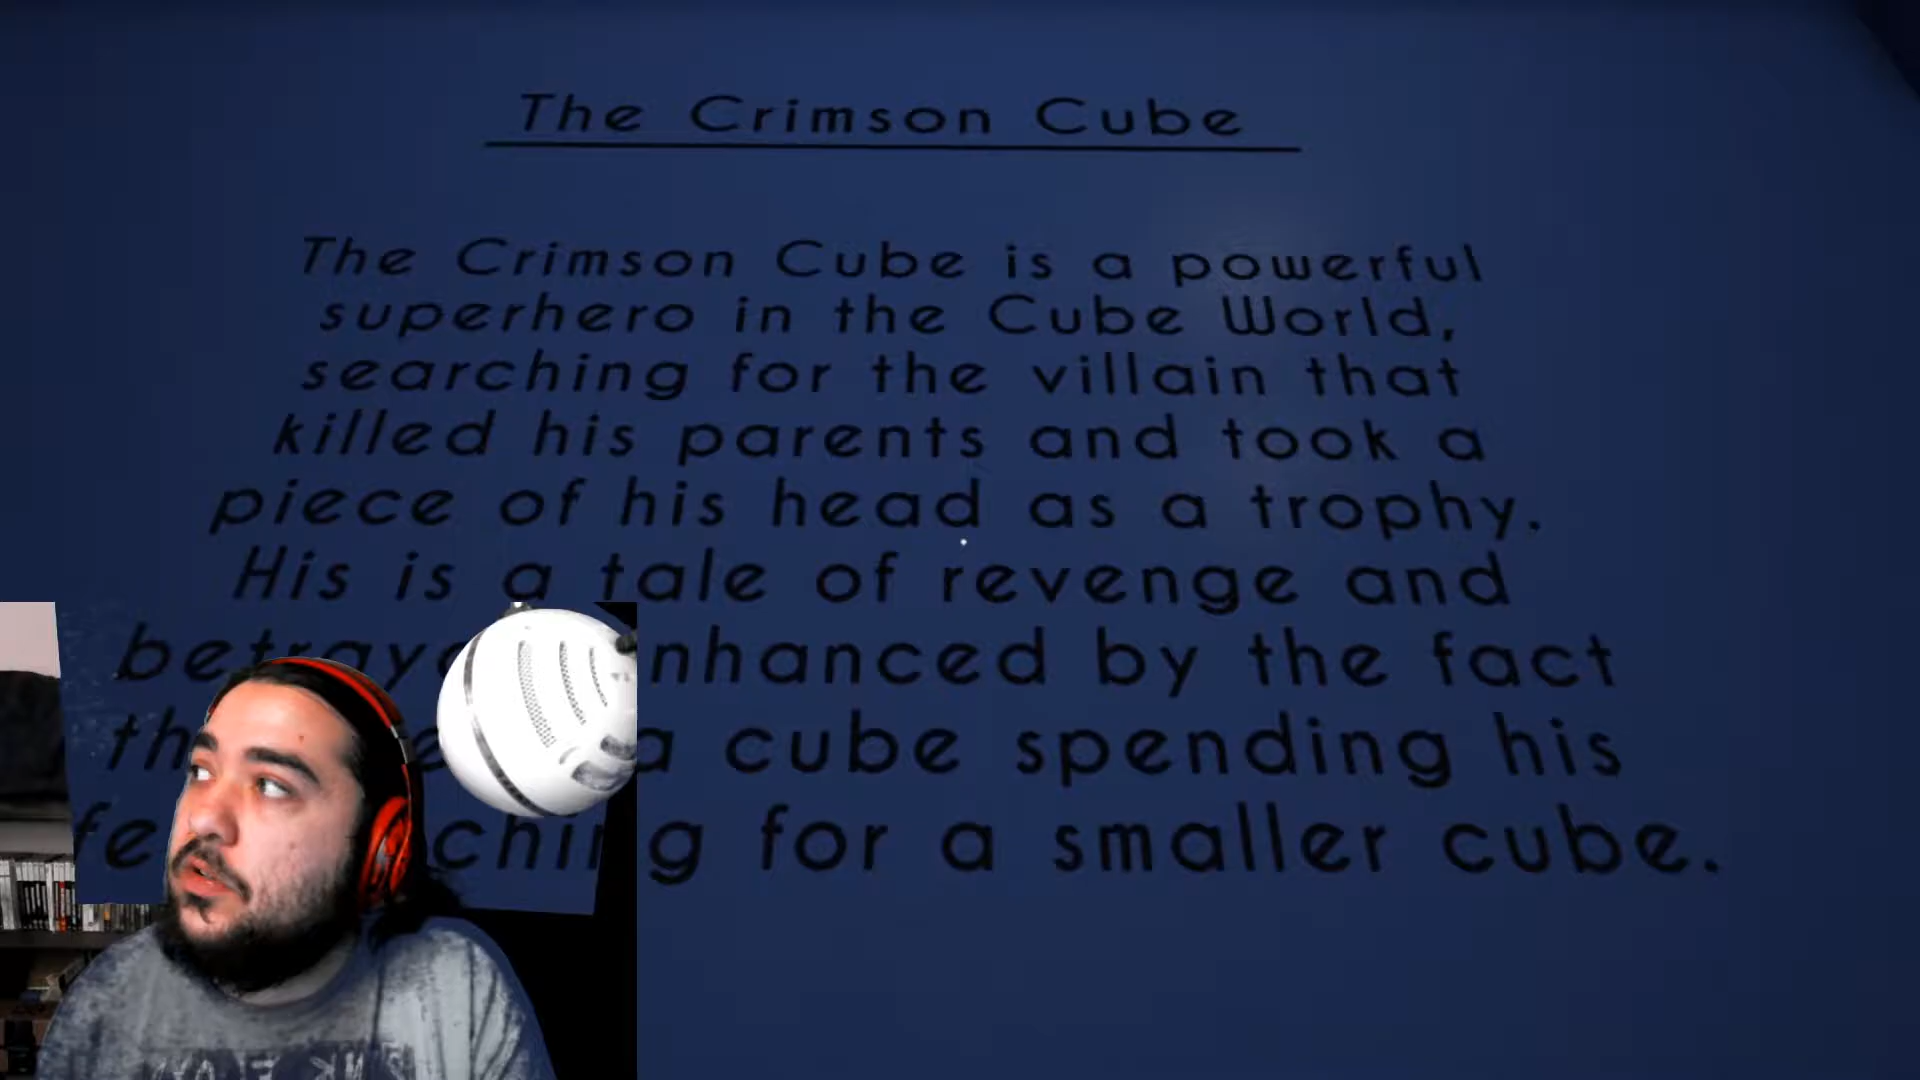 The Crimson Cube
The Crimson Cube is a powerful
superhero in the Cube World,
searching for the villain that
killed his parents and took a
piece of his head as a trophy.
His is a tale of revenge and
by the fact
a cube spending his
for a smaller cube.